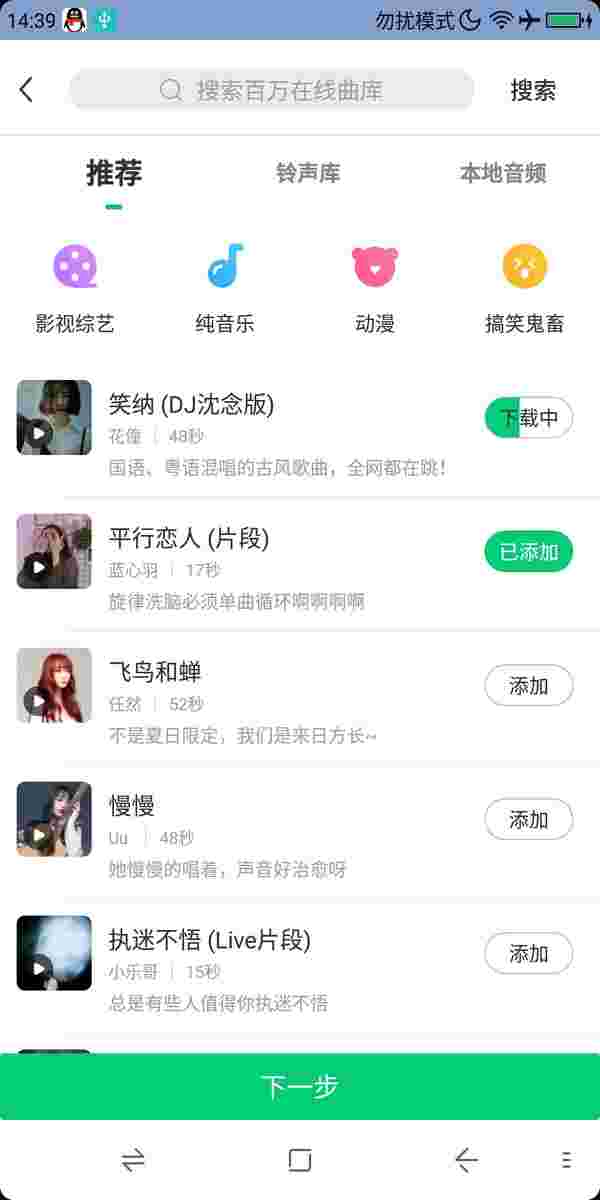 14:39 勿扰模式
搜索百万在线曲库 搜索
推荐 铃声库 本地音频
影视综艺 纯音乐 动漫 搞笑鬼畜
笑纳 (DJ沈念版)
花僮 | 48秒
下载中
国语、粤语混唱的古风歌曲，全网都在跳！
平行恋人 (片段)
蓝心羽 | 17秒
已添加
旋律洗脑必须单曲循环啊啊啊啊
飞鸟和蝉
任然 | 52秒
添加
不是夏日限定，我们是来日方长~
慢慢
Uu | 48秒
添加
她慢慢的唱着，声音好治愈呀
执迷不悟 (Live片段)
小乐哥 | 15秒
添加
总是有些人值得你执迷不悟
下一步